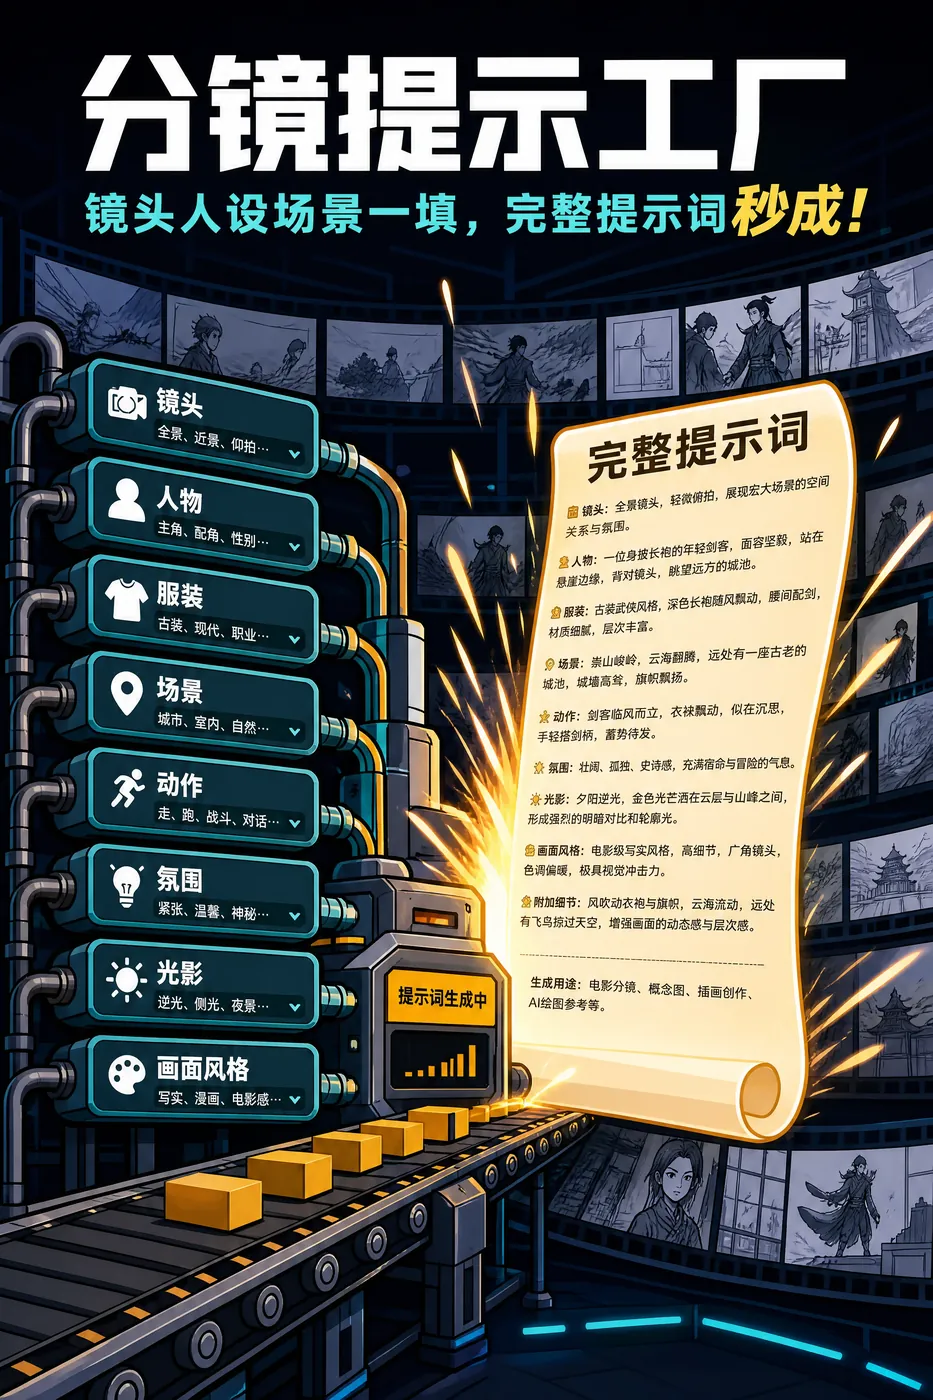 分镜提示工厂
镜头人设场景一填，完整提示词秒成！
镜头
全景、近景、仰拍…
人物
主角、配角、性别…
服装
古装、现代、职业…
场景
城市、室内、自然…
动作
走、跑、战斗、对话…
氛围
紧张、温馨、神秘…
光影
逆光、侧光、夜景…
画面风格
写实、漫画、电影感…
提示词生成中
完整提示词
镜头：全景镜头，轻微俯拍，展现宏大场景的空间
关系与氛围。
人物：一位身披长袍的年轻剑客，面容坚毅，站在
悬崖边缘，背对镜头，眺望远方的城池。
服装：古装武侠风格，深色长袍随风飘动，腰间配剑，
材质细腻，层次丰富。
场景：崇山峻岭，云海翻腾，远处有一座古老的
城池，城墙高耸，旗帜飘扬。
动作：剑客临风而立，衣袂飘动，似在沉思，
手轻搭剑柄，蓄势待发。
氛围：壮阔、孤独、史诗感，充满宿命与冒险的气息。
光影：夕阳逆光，金色光芒洒在云层与山峰之间，
形成强烈的明暗对比和轮廓光。
画面风格：电影级写实风格，高细节，广角镜头，
色调偏暖，极具视觉冲击力。
附加细节：风吹动衣袍与旗帜，云海流动，远处
有飞鸟掠过天空，增强画面的动态感与层次感。
生成用途：电影分镜、概念图、插画创作、
AI绘图参考等。